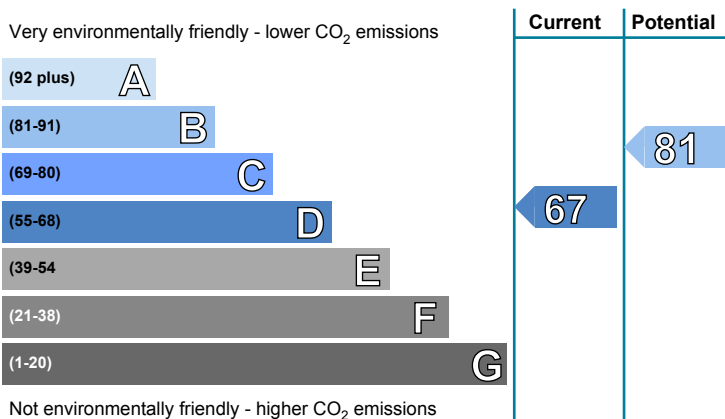 Very environmentally friendly - lower CO2 emissions
Current
Potential
(92 plus) A
(81-91) B
(69-80) C
(55-68) D
(39-54 E
(21-38) F
(1-20) G
81
67
Not environmentally friendly - higher CO2 emissions